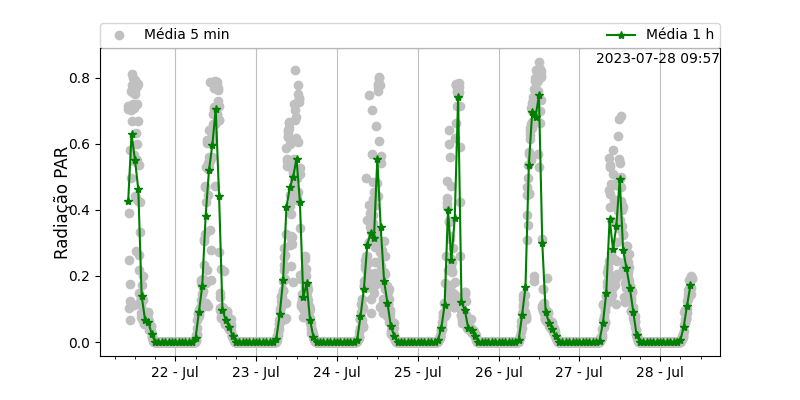 Média 5 min
Média 1 h
2023-07-28 09:57
Radiação PAR
0.8
0.6
0.4
0.2
0.0
22 - Jul
23 - Jul
24 - Jul
25 - Jul
26 - Jul
27 - Jul
28 - Jul